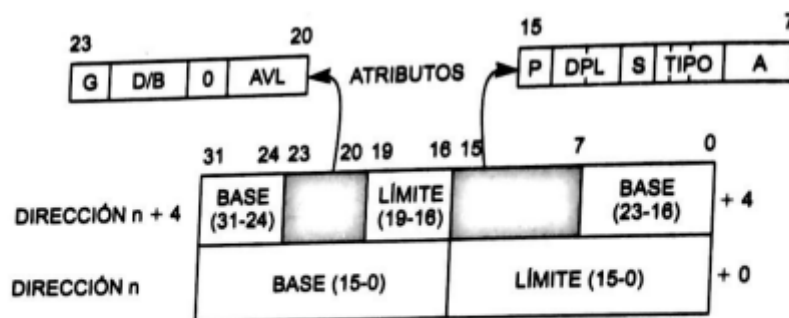 23 20
15 7
G D/B 0 AVL
ATRIBUTOS
P DPL S TIPO A
31 24 23 20 19 16 15 7 0
DIRECCIÓN n + 4
BASE (31-24)
LÍMITE (19-16)
BASE (23-16)
+ 4
DIRECCIÓN n
BASE (15-0)
LÍMITE (15-0)
+ 0